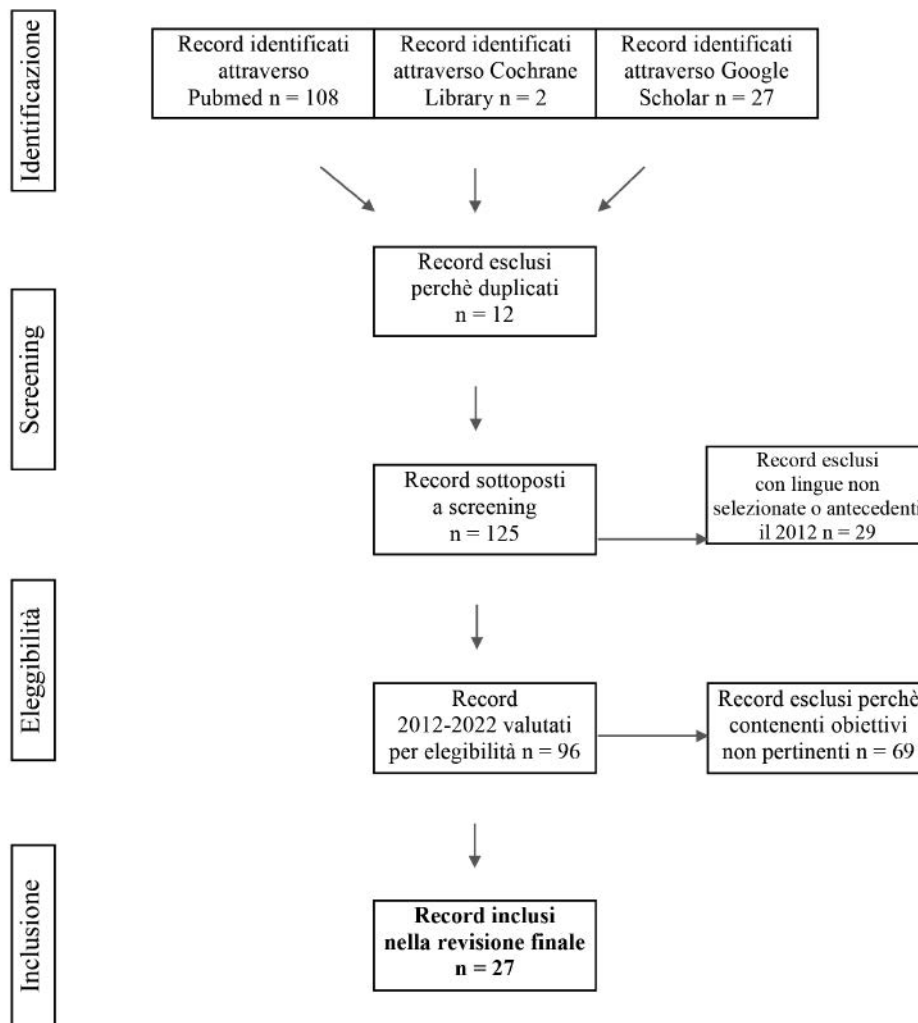 Identificazione
Record identificati
attraverso
Pubmed n = 108
Record identificati
attraverso Cochrane
Library n = 2
Record identificati
attraverso Google
Scholar n = 27
Record esclusi
perchè duplicati
n = 12
Screening
Record sottoposti
a screening
n = 125
Record esclusi
con lingue non
selezionate o antecedenti
il 2012 n = 29
Eleggibilità
Record
2012-2022 valutati
per elegibilità n = 96
Record esclusi perchè
contenenti obiettivi
non pertinenti n = 69
Inclusione
Record inclusi
nella revisione finale
n = 27